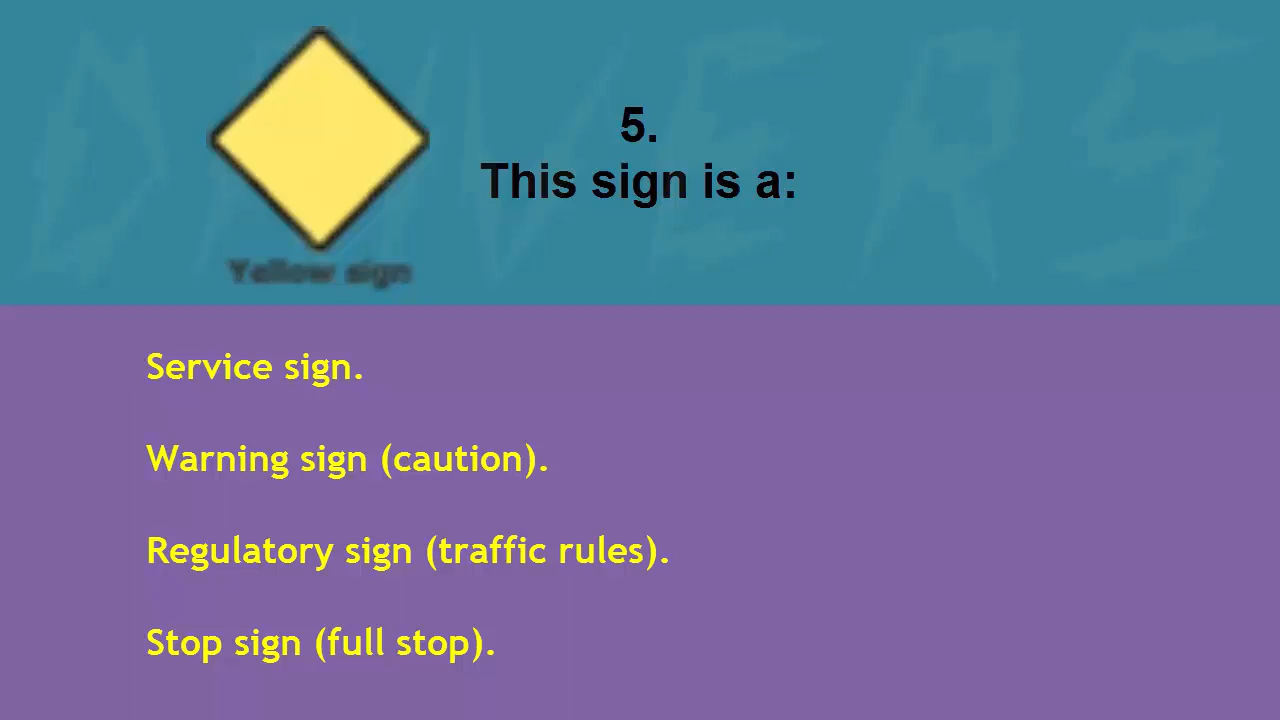 DRIVERS
5.
This sign is a:
Yellow sign
Service sign.
Warning sign (caution).
Regulatory sign (traffic rules).
Stop sign (full stop).